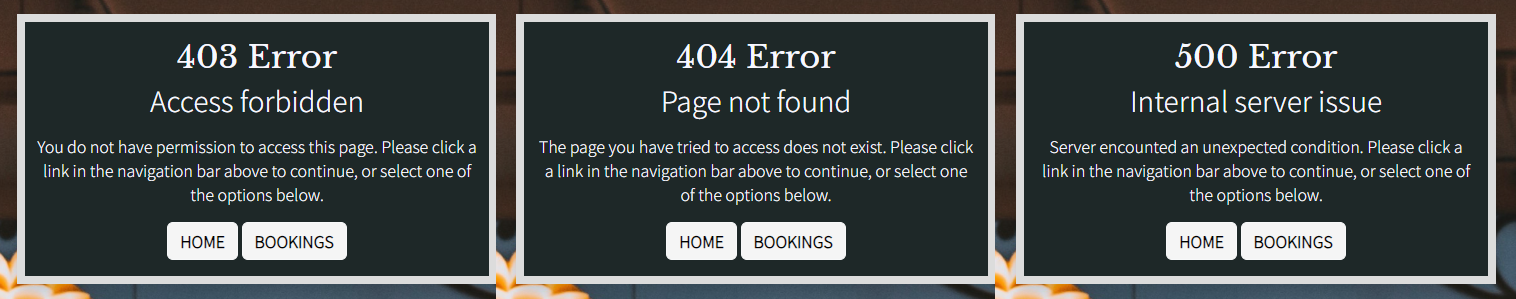 403 Error
Access forbidden
You do not have permission to access this page. Please click a
link in the navigation bar above to continue, or select one of
the options below.
HOME BOOKINGS
404 Error
Page not found
The page you have tried to access does not exist. Please click
a link in the navigation bar above to continue, or select one
of the options below.
HOME BOOKINGS
500 Error
Internal server issue
Server encounted an unexpected condition. Please click a
link in the navigation bar above to continue, or select one of
the options below.
HOME BOOKINGS